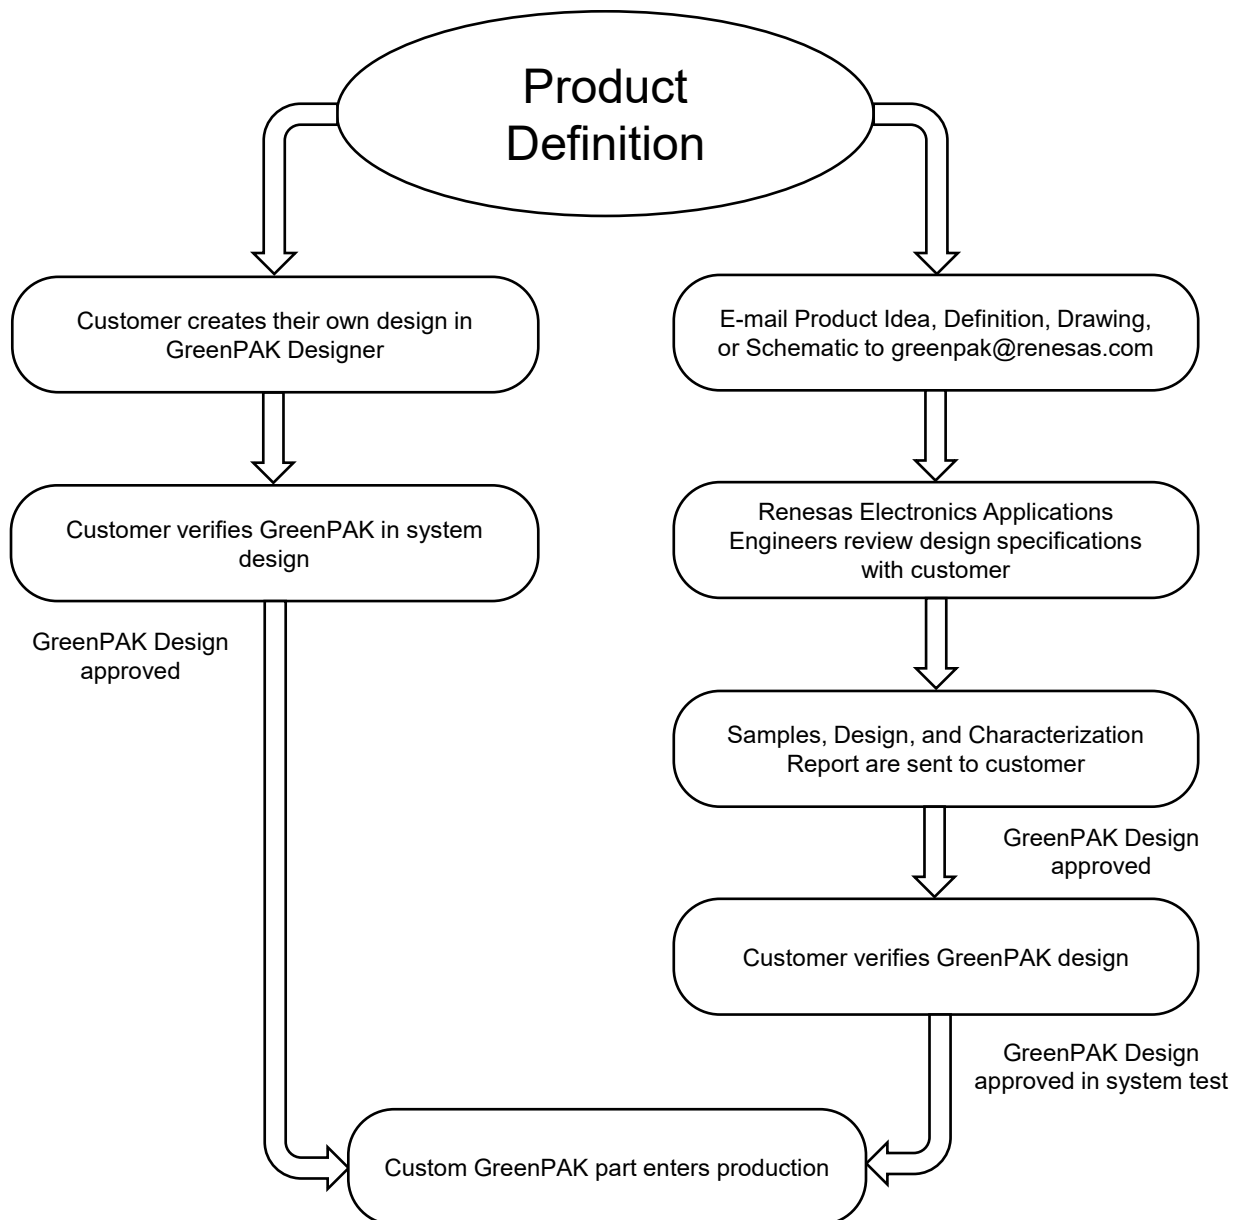 Product
Definition
Customer creates their own design in
GreenPAK Designer
E-mail Product Idea, Definition, Drawing,
or Schematic to greenpak@renesas.com
Customer verifies GreenPAK in system
design
Renesas Electronics Applications
Engineers review design specifications
with customer
GreenPAK Design
approved
Samples, Design, and Characterization
Report are sent to customer
GreenPAK Design
approved
Customer verifies GreenPAK design
GreenPAK Design
approved in system test
Custom GreenPAK part enters production